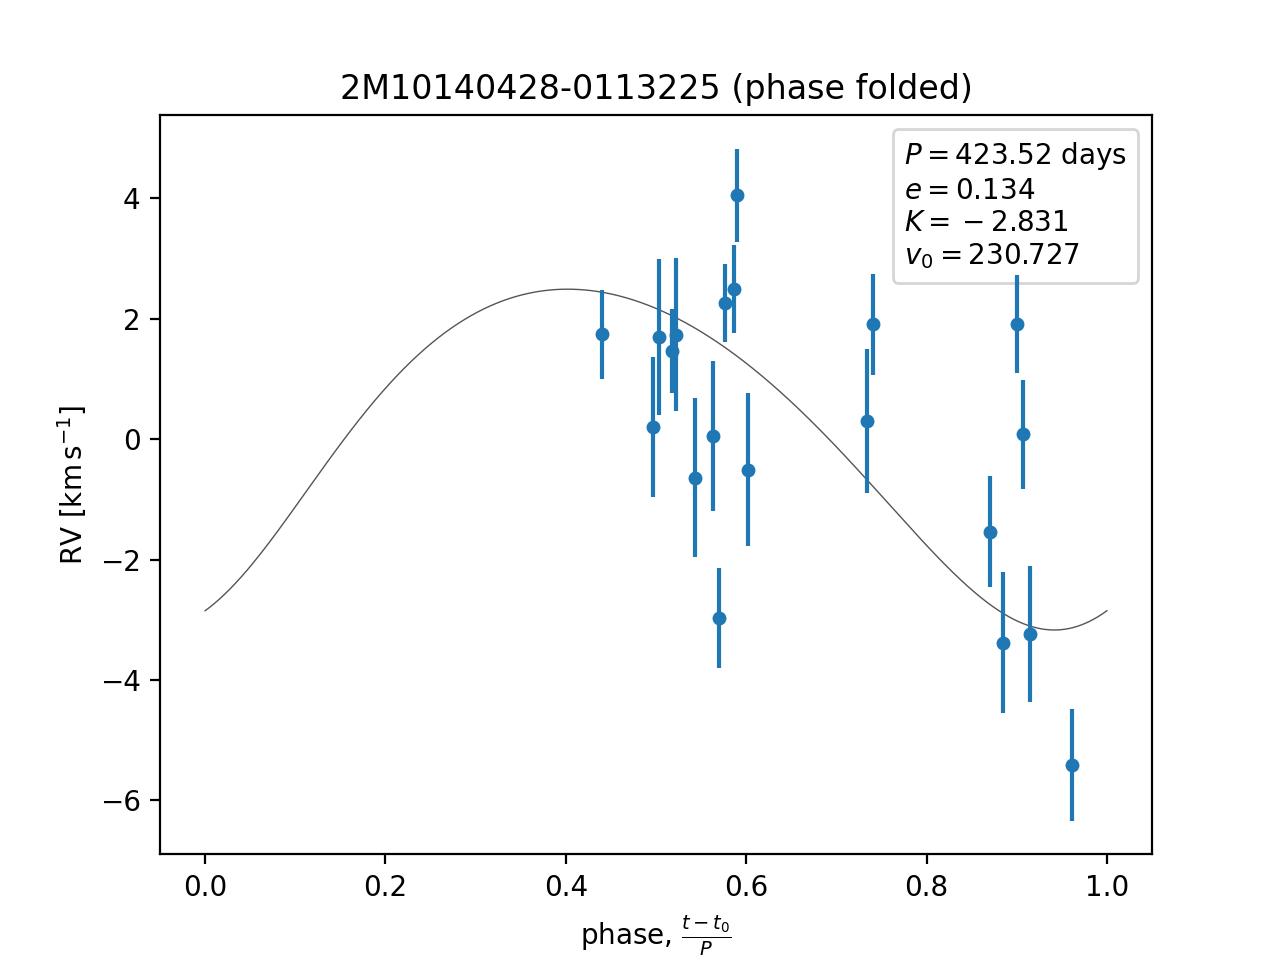 2M10140428-0113225 (phase folded)
P = 423.52 days
e = 0.134
K = −2.831
v₀ = 230.727
4
2
0
−2
−4
−6
RV [km s⁻¹]
0.0 0.2 0.4 0.6 0.8 1.0
phase, (t − t₀)/P